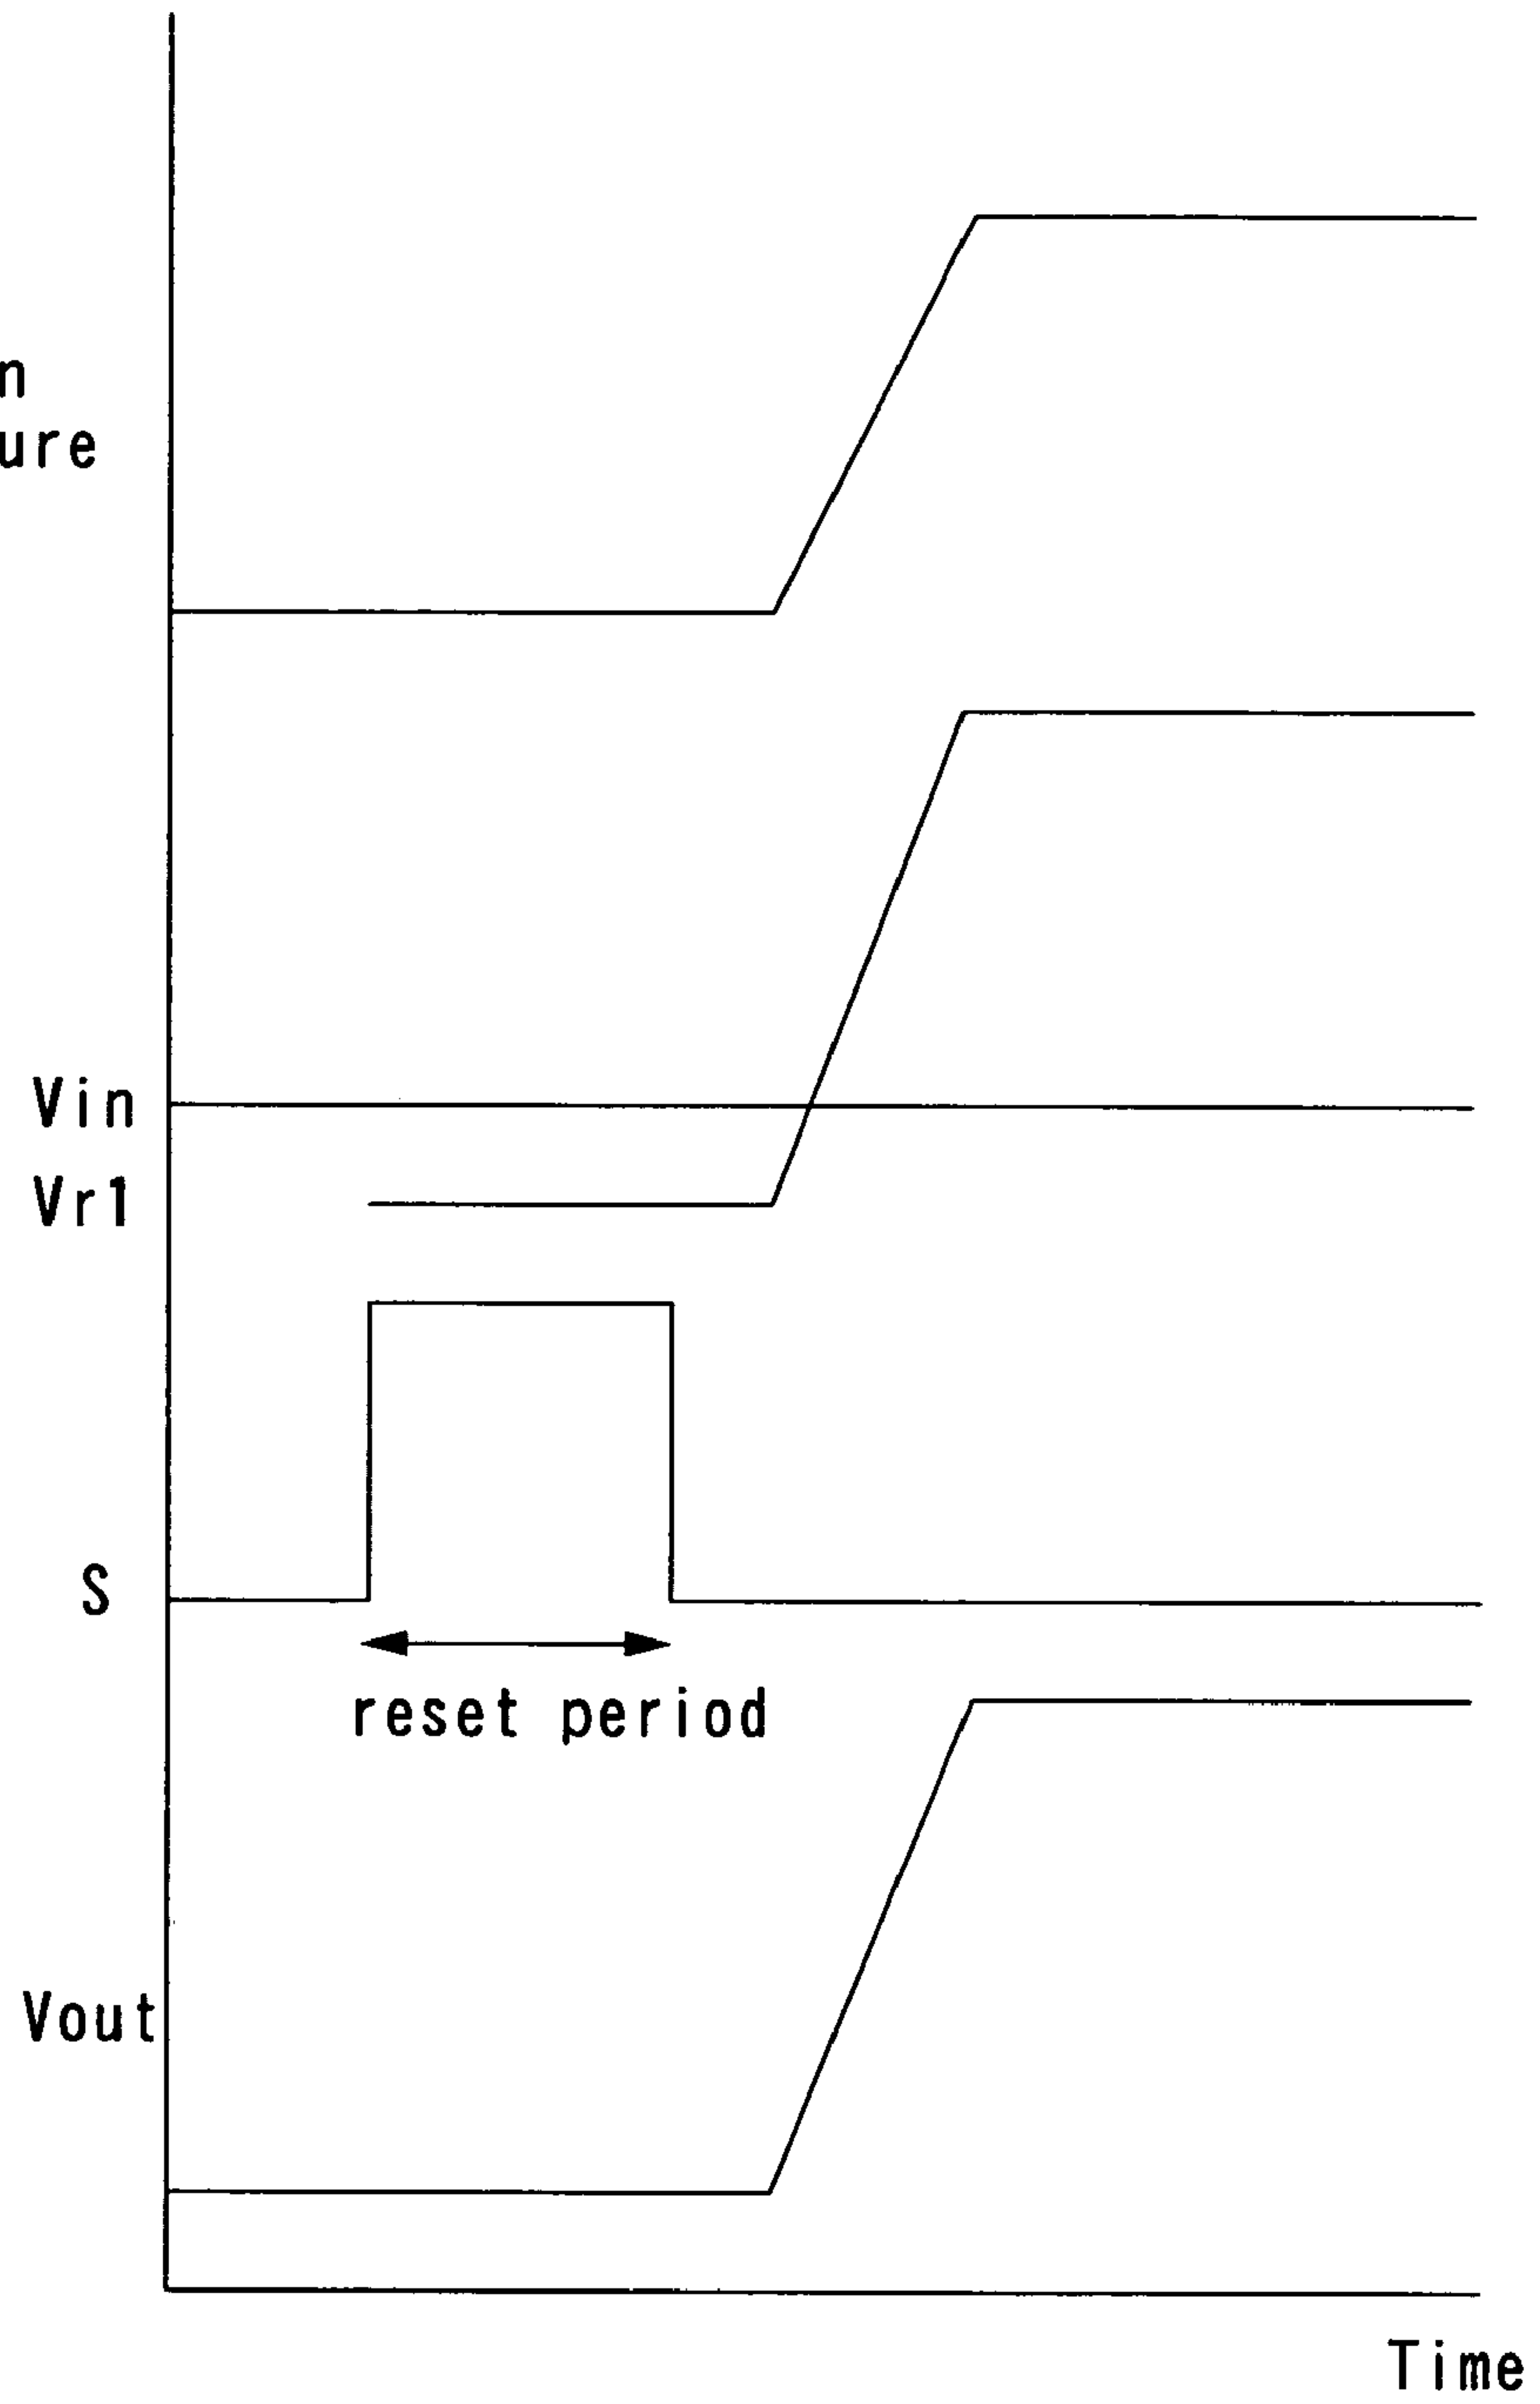 n
ure
Vin
Vr1
S
reset period
Vout
Time